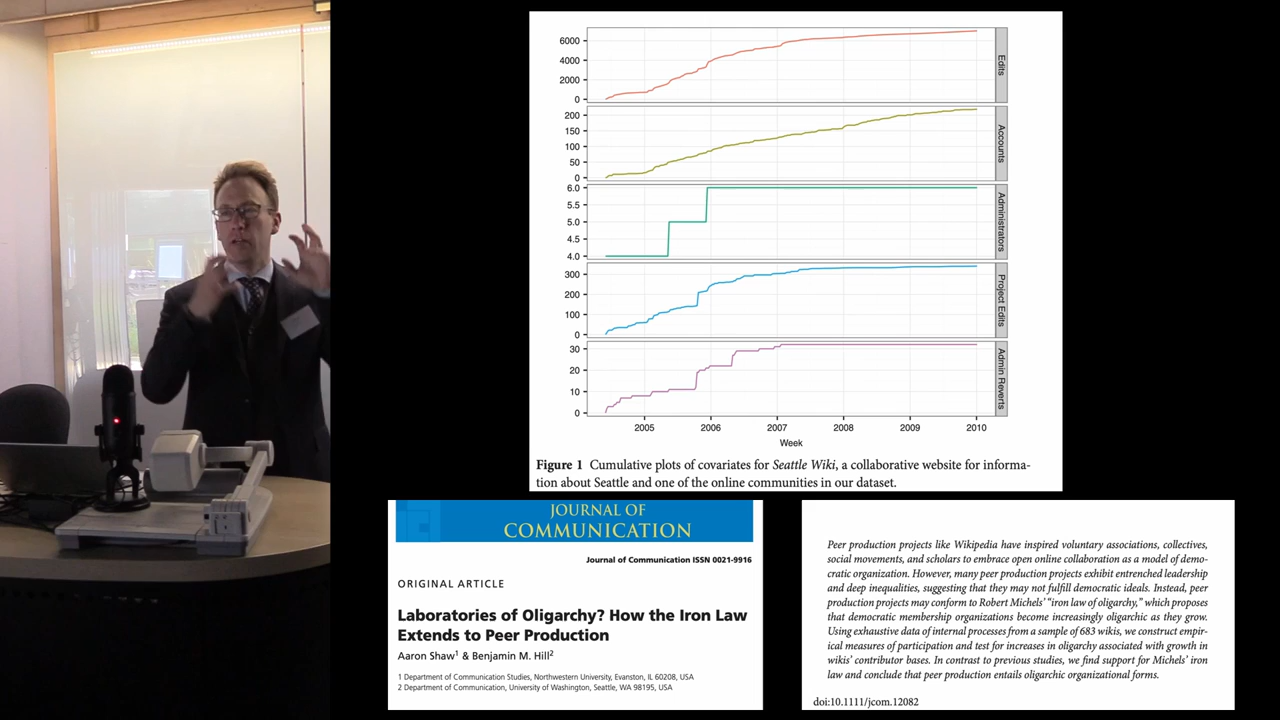 6000
4000
2000
0
Edits
200
150
100
50
0
Accounts
6.0
5.5
5.0
4.5
4.0
Administrators
300
200
100
0
Project Edits
30
20
10
0
Admin Reverts
2005 2006 2007 2008 2009 2010
Week
Figure 1 Cumulative plots of covariates for Seattle Wiki, a collaborative website for informa-
tion about Seattle and one of the online communities in our dataset.
JOURNAL OF
COMMUNICATION
Journal of Communication ISSN 0021-9916
ORIGINAL ARTICLE
Laboratories of Oligarchy? How the Iron Law
Extends to Peer Production
Aaron Shaw¹ & Benjamin M. Hill²
1 Department of Communication Studies, Northwestern University, Evanston, IL 60208, USA
2 Department of Communication, University of Washington, Seattle, WA 98195, USA
Peer production projects like Wikipedia have inspired voluntary associations, collectives,
social movements, and scholars to embrace open online collaboration as a model of demo-
cratic organization. However, many peer production projects exhibit entrenched leadership
and deep inequalities, suggesting that they may not fulfill democratic ideals. Instead, peer
production projects may conform to Robert Michels' "iron law of oligarchy," which proposes
that democratic membership organizations become increasingly oligarchic as they grow.
Using exhaustive data of internal processes from a sample of 683 wikis, we construct empir-
ical measures of participation and test for increases in oligarchy associated with growth in
wikis' contributor bases. In contrast to previous studies, we find support for Michels' iron
law and conclude that peer production entails oligarchic organizational forms.
doi:10.1111/jcom.12082